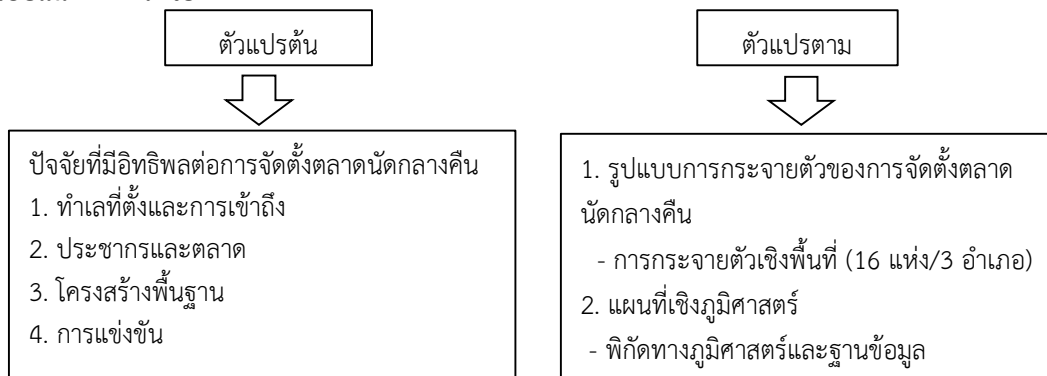 ตัวแปรต้น
ปัจจัยที่มีอิทธิพลต่อการจัดตั้งตลาดนัดกลางคืน
1. ทำเลที่ตั้งและการเข้าถึง
2. ประชากรและตลาด
3. โครงสร้างพื้นฐาน
4. การแข่งขัน
ตัวแปรตาม
1. รูปแบบการกระจายตัวของการจัดตั้งตลาด
นัดกลางคืน
- การกระจายตัวเชิงพื้นที่ (16 แห่ง/3 อำเภอ)
2. แผนที่เชิงภูมิศาสตร์
- พิกัดทางภูมิศาสตร์และฐานข้อมูล